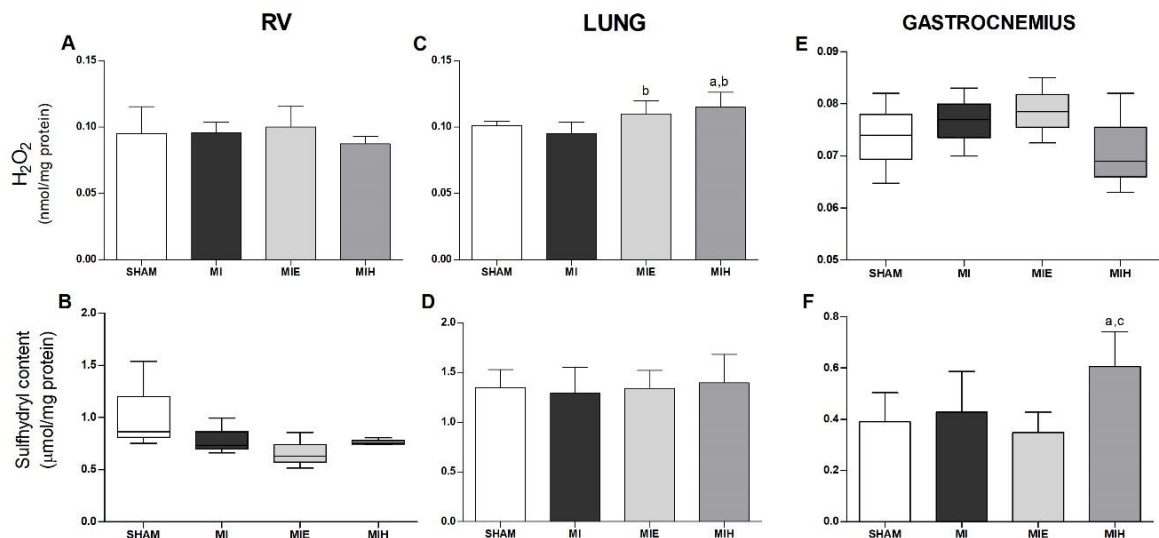 RV
LUNG
GASTROCNEMIUS
A
C
E
H₂O₂
(nmol/mg protein)
0.15
0.10
0.05
0.00
SHAM MI MIE MIH
0.15
0.10
0.05
0.00
b
a,b
SHAM MI MIE MIH
0.09
0.08
0.07
0.06
0.05
SHAM MI MIE MIH
B
D
F
Sulfhydryl content
(μmol/mg protein)
2.0
1.5
1.0
0.5
0.0
SHAM MI MIE MIH
2.0
1.5
1.0
0.5
0.0
SHAM MI MIE MIH
0.8
0.6
0.4
0.2
0.0
a,c
SHAM MI MIE MIH